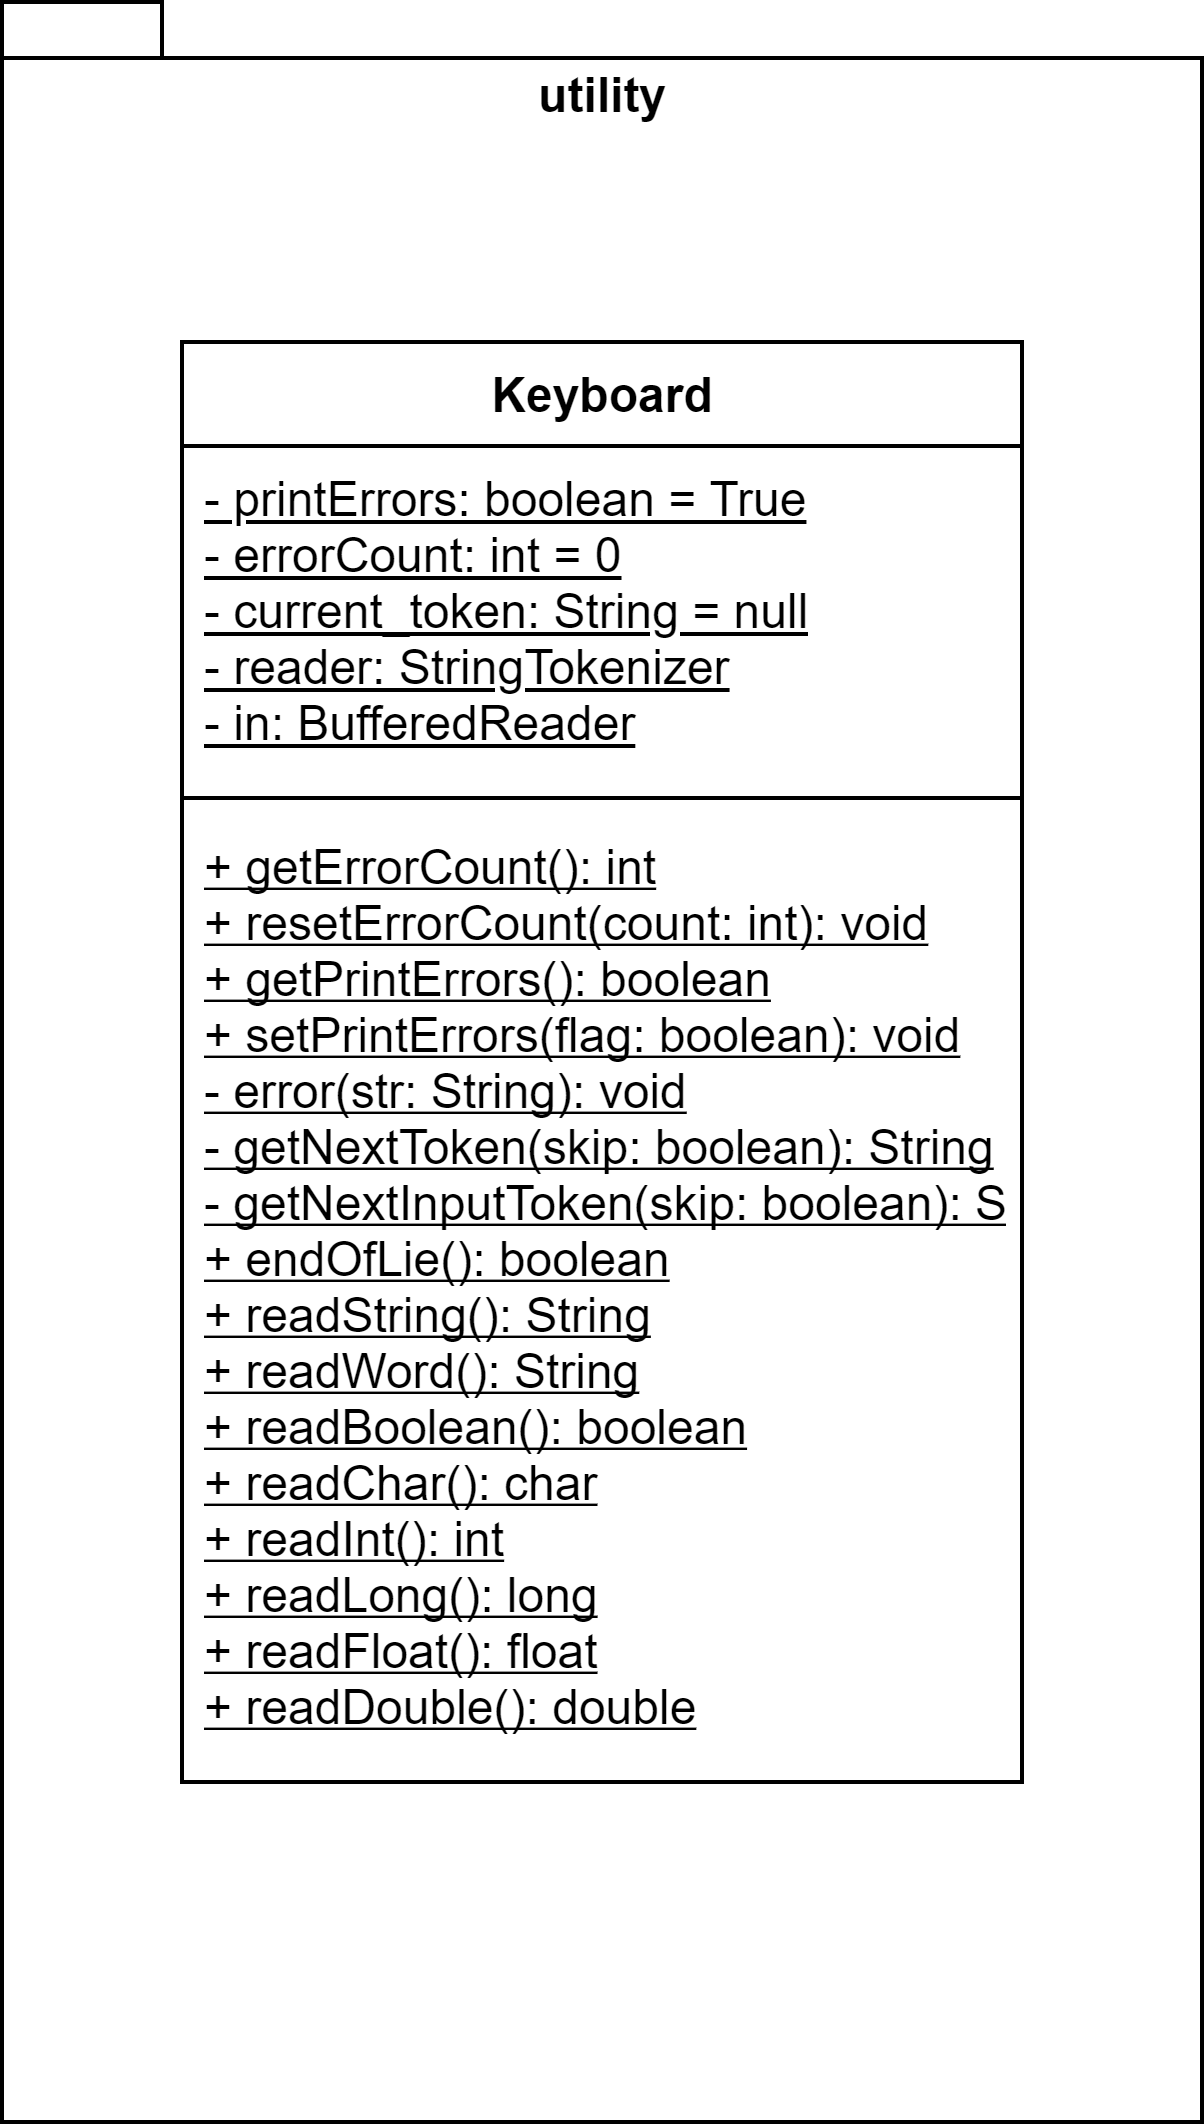 utility
Keyboard
- printErrors: boolean = True
- errorCount: int = 0
- current_token: String = null
- reader: StringTokenizer
- in: BufferedReader
+ getErrorCount(): int
+ resetErrorCount(count: int): void
+ getPrintErrors(): boolean
+ setPrintErrors(flag: boolean): void
- error(str: String): void
- getNextToken(skip: boolean): String
- getNextInputToken(skip: boolean): S
+ endOfLie(): boolean
+ readString(): String
+ readWord(): String
+ readBoolean(): boolean
+ readChar(): char
+ readInt(): int
+ readLong(): long
+ readFloat(): float
+ readDouble(): double